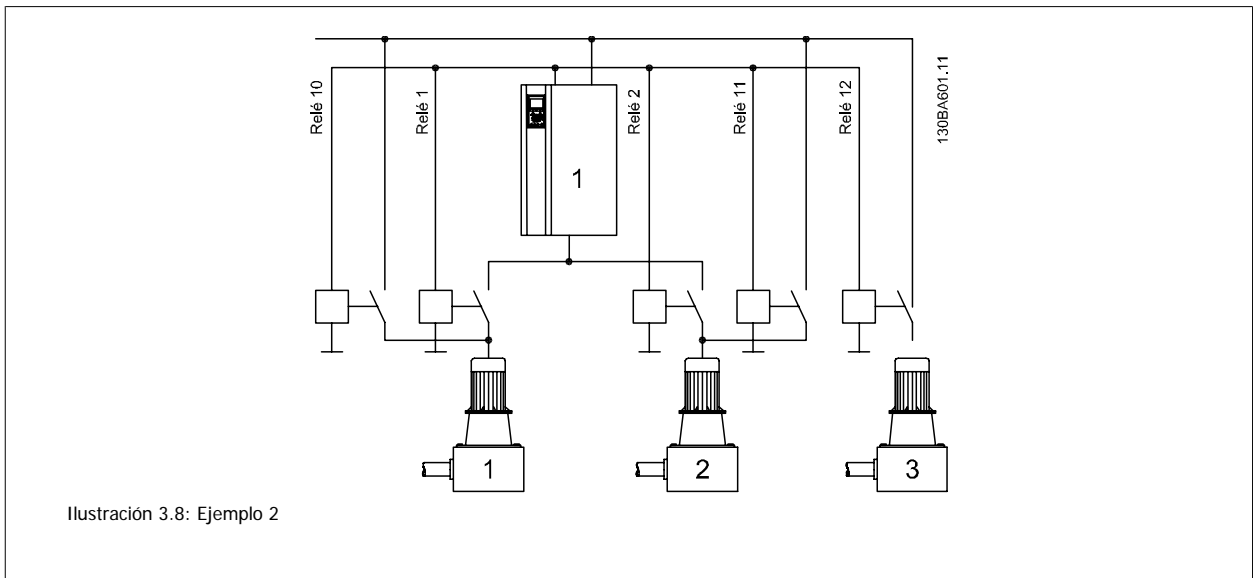 Relé 10
Relé 1
Relé 2
Relé 11
Relé 12
130BA601.11
1
1
2
3
Ilustración 3.8: Ejemplo 2